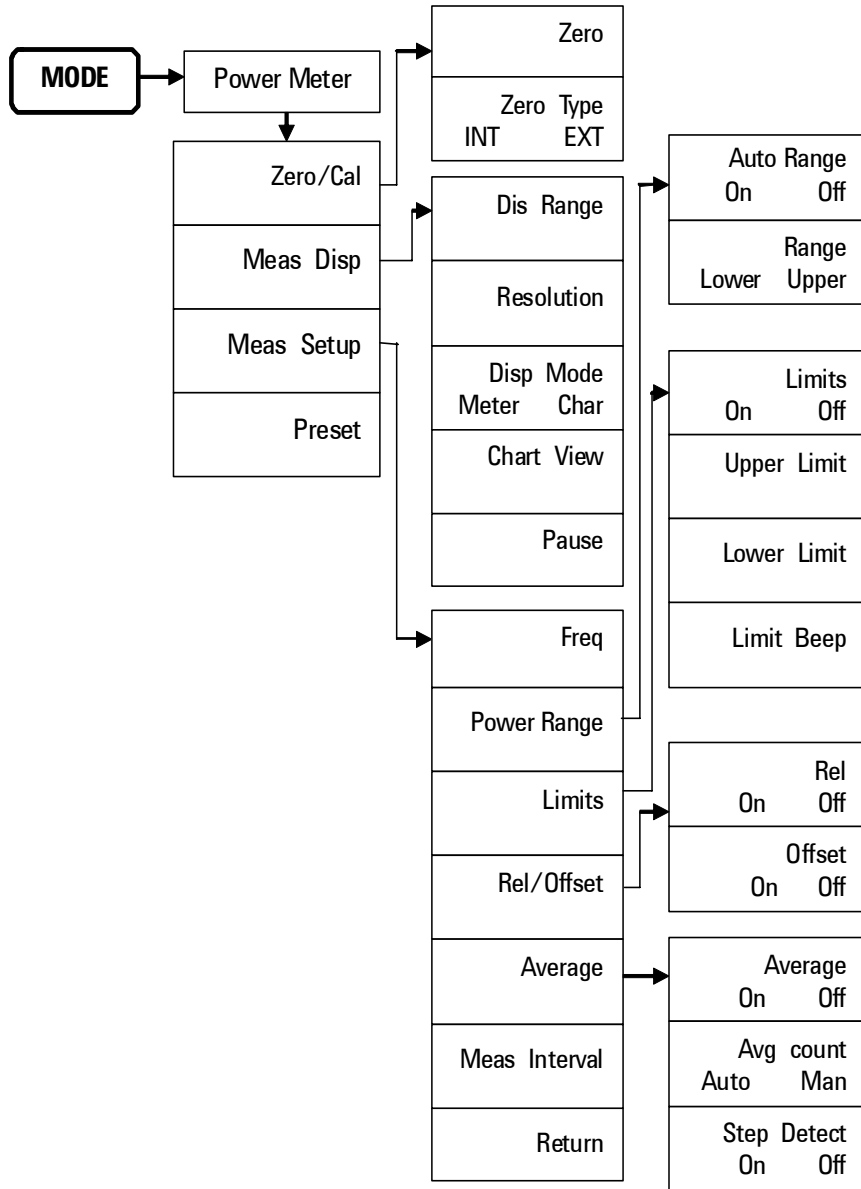 MODE
Power Meter
Zero/Cal
Meas Disp
Meas Setup
Preset
Zero
Zero Type
INT EXT
Dis Range
Resolution
Disp Mode
Meter Char
Chart View
Pause
Freq
Power Range
Limits
Rel/Offset
Average
Meas Interval
Return
Auto Range
On Off
Range
Lower Upper
Limits
On Off
Upper Limit
Lower Limit
Limit Beep
Rel
On Off
Offset
On Off
Average
On Off
Avg count
Auto Man
Step Detect
On Off